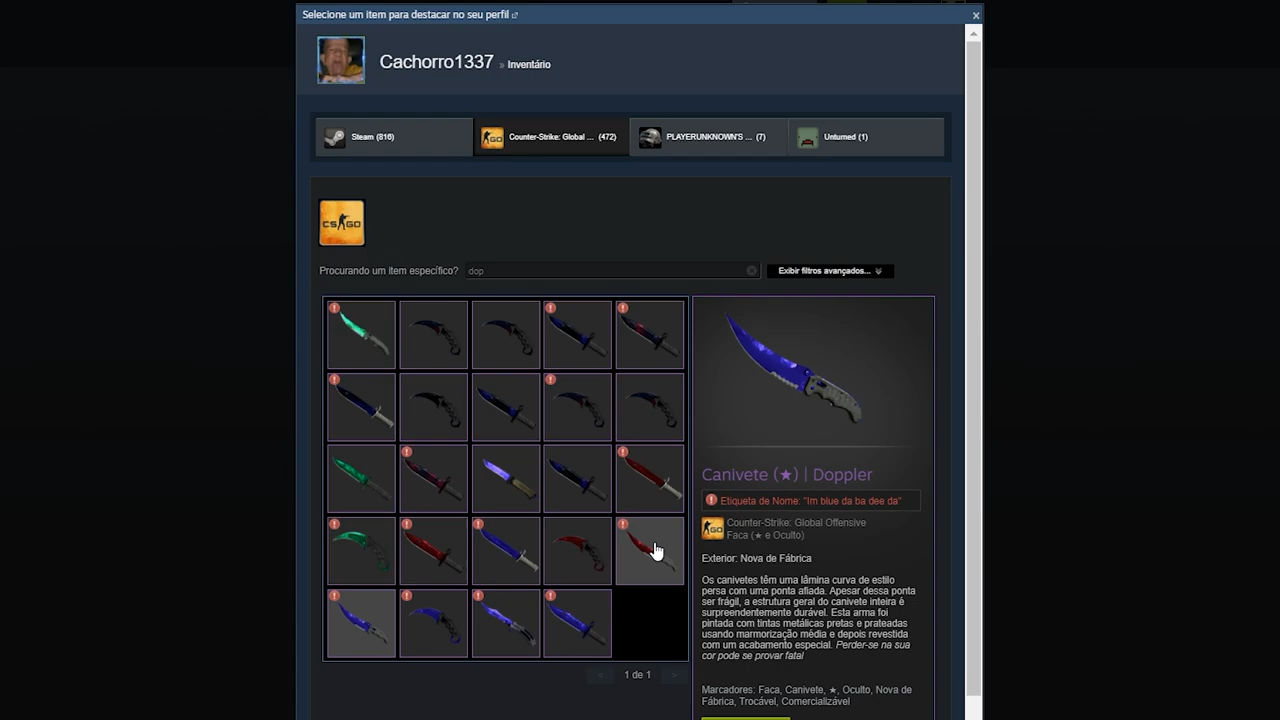 Selecione um item para destacar no seu perfil
Cachorro1337 » Inventário
Steam (816)
Counter-Strike: Global ... (472)
PLAYERUNKNOWN'S ... (7)
Unturned (1)
CS GO
Procurando um item específico? dop Exibir filtros avançados...
Canivete (★) | Doppler
Etiqueta de Nome: "Im blue da ba dee da"
GO
Counter-Strike: Global Offensive
Faca (★ e Oculto)
Exterior: Nova de Fábrica
Os canivetes têm uma lâmina curva de estilo
persa com uma ponta afiada. Apesar dessa ponta
ser frágil, a estrutura geral do canivete inteira é
surpreendentemente durável. Esta arma foi
pintada com tintas metálicas pretas e prateadas
usando marmorização média e depois revestida
com um acabamento especial. Perder-se na sua
cor pode se provar fatal
Marcadores: Faca, Canivete, ★, Oculto, Nova de
Fábrica, Trocável, Comercializável
< 1 de 1 >